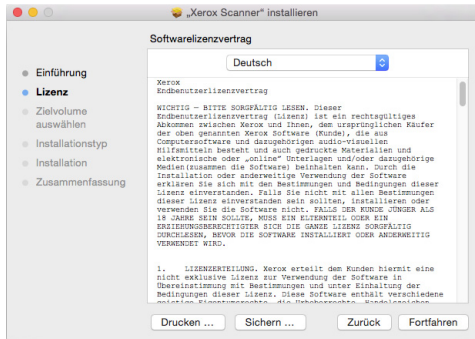 „Xerox Scanner“ installieren
Softwarelizenzvertrag
Einführung
Lizenz
Zielvolume
auswählen
Installationstyp
Installation
Zusammenfassung
Deutsch
Xerox
Endbenutzerlizenzvertrag
WICHTIG – BITTE SORGFÄLTIG LESEN. Dieser
Endbenutzerlizenzvertrag (Lizenz) ist ein rechtsgültiges
Abkommen zwischen Xerox und Ihnen, dem ursprünglichen Käufer
der oben genannten Xerox Software (Kunde), die aus
Computersoftware und dazugehörigen audio-visuellen
Hilfsmitteln besteht und auch gedruckte Materialien und
elektronische oder „online“ Unterlagen und/oder dazugehörige
Medien(zusammen die Software) beinhalten kann. Durch die
Installation oder anderweitige Verwendung der Software
erklären Sie sich mit den Bestimmungen und Bedingungen dieser
Lizenz einverstanden. Falls Sie nicht mit allen Bestimmungen
dieser Lizenz einverstanden sein sollten, installieren oder
verwenden Sie die Software nicht. FALLS DER KUNDE JÜNGER ALS
18 JAHRE SEIN SOLLTE, MUSS EIN ELTERNTEIL ODER EIN
ERZIEHUNGSBERECHTIGTER SICH DIE GANZE LIZENZ SORGFÄLTIG
DURCHLESEN, BEVOR DIE SOFTWARE INSTALLIERT ODER ANDERWEITIG
VERWENDET WIRD.
1. LIZENZERTEILUNG. Xerox erteilt dem Kunden hiermit eine
nicht exklusive Lizenz zur Verwendung der Software in
Übereinstimmung mit Bestimmungen und unter Einhaltung der
Bedingungen dieser Lizenz. Diese Software enthält verschiedene
Drucken ...
Sichern ...
Zurück
Fortfahren